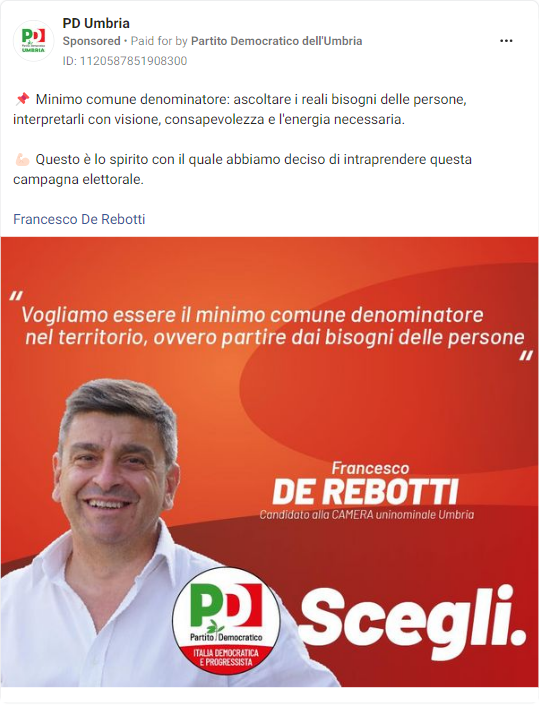 PD Umbria
Sponsored • Paid for by Partito Democratico dell'Umbria
ID: 1120587851908300
📌 Minimo comune denominatore: ascoltare i reali bisogni delle persone,
interpretarli con visione, consapevolezza e l'energia necessaria.
💪🏻 Questo è lo spirito con il quale abbiamo deciso di intraprendere questa
campagna elettorale.
Francesco De Rebotti
“Vogliamo essere il minimo comune denominatore
nel territorio, ovvero partire dai bisogni delle persone“
Francesco
DE REBOTTI
Candidato alla CAMERA uninominale Umbria
PD
Partito Democratico
ITALIA DEMOCRATICA
E PROGRESSISTA
Scegli.
PD
Partito Democratico
UMBRIA